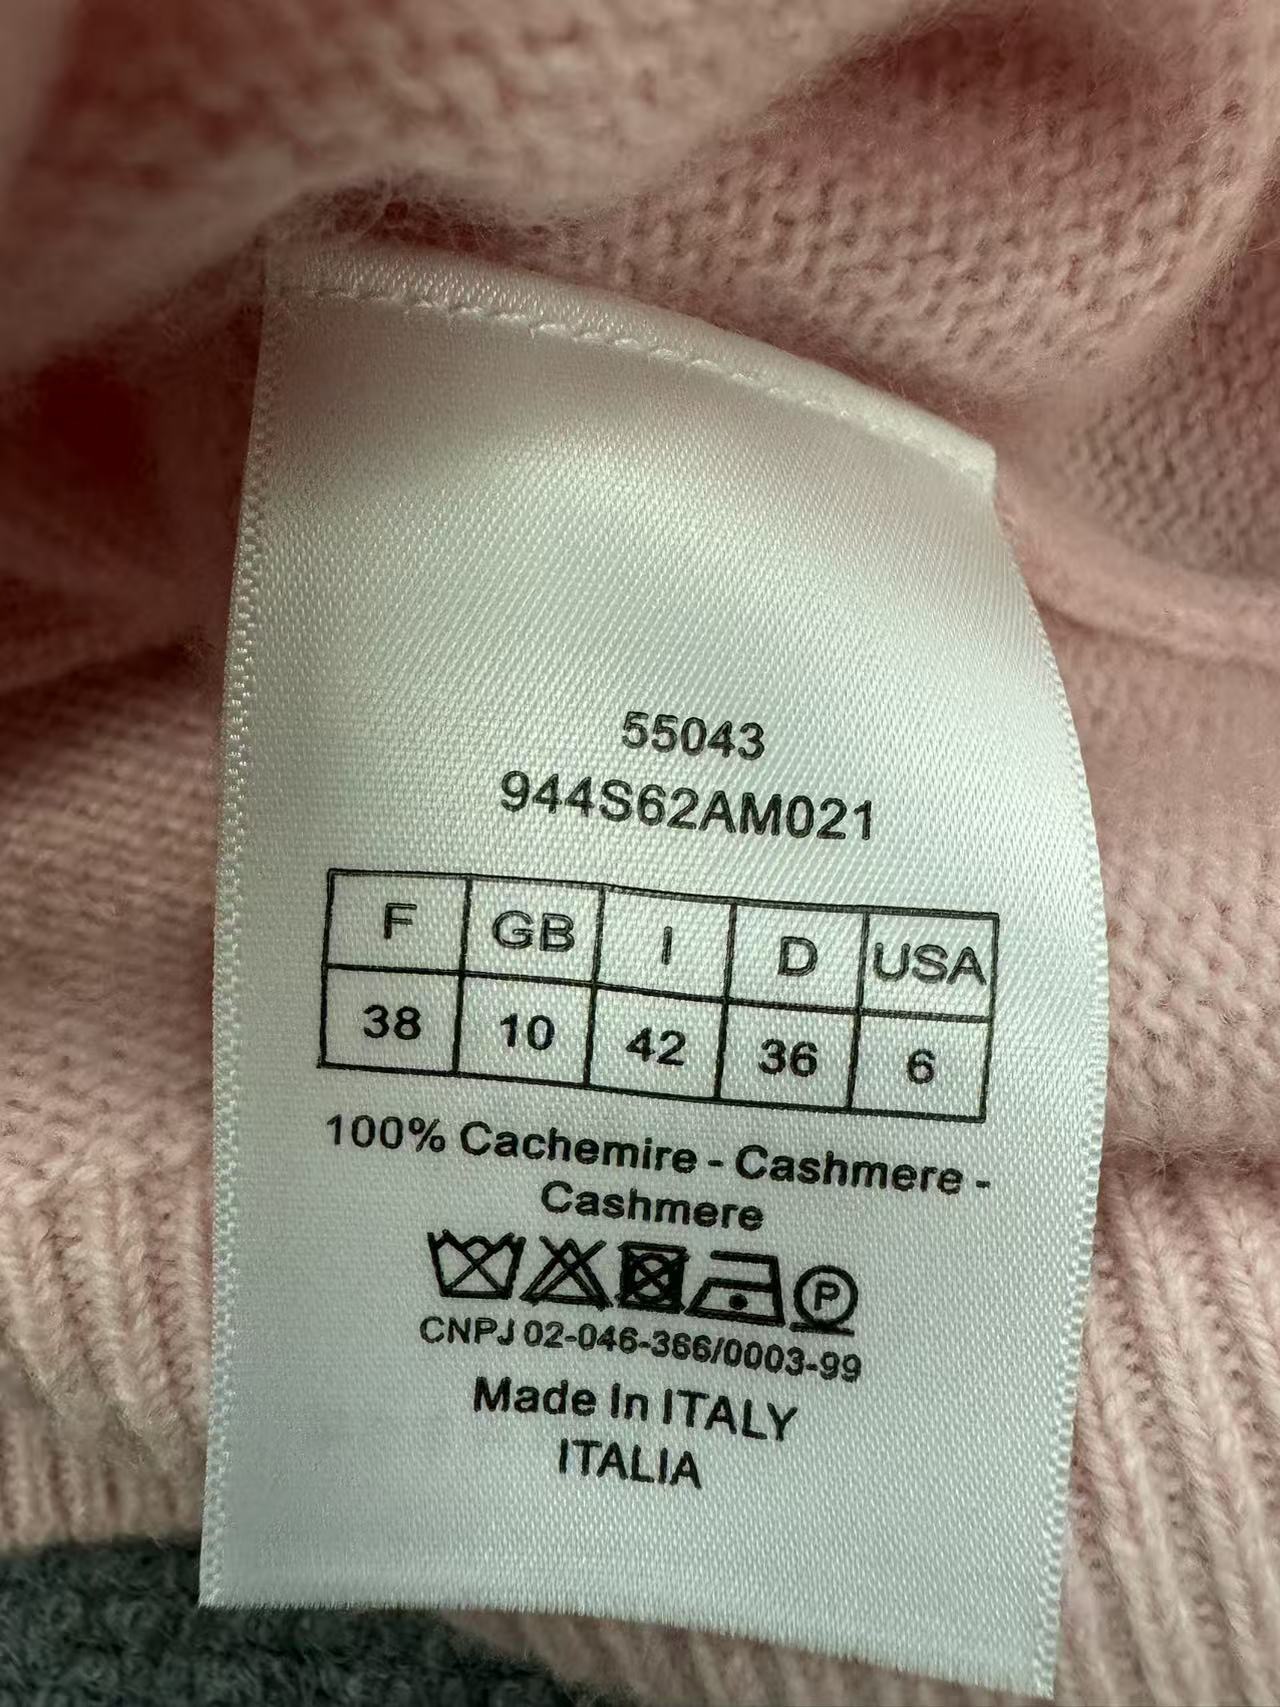 55043
944S62AM021
F GB I D USA
38 10 42 36 6
100% Cachemire - Cashmere -
Cashmere
P
CNPJ 02-046-366/0003-99
Made In ITALY
ITALIA